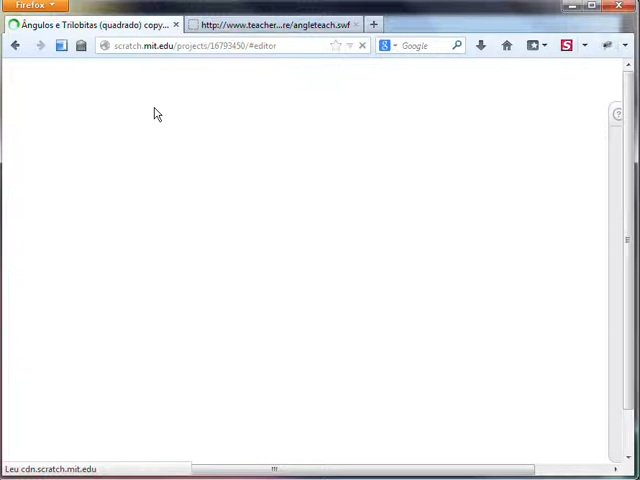 Firefox
Ângulos e Trilobitas (quadrado) copy...
http://www.teacher...re/angleteach.swf
scratch.mit.edu/projects/16793450/#editor
Google
Leu cdn.scratch.mit.edu